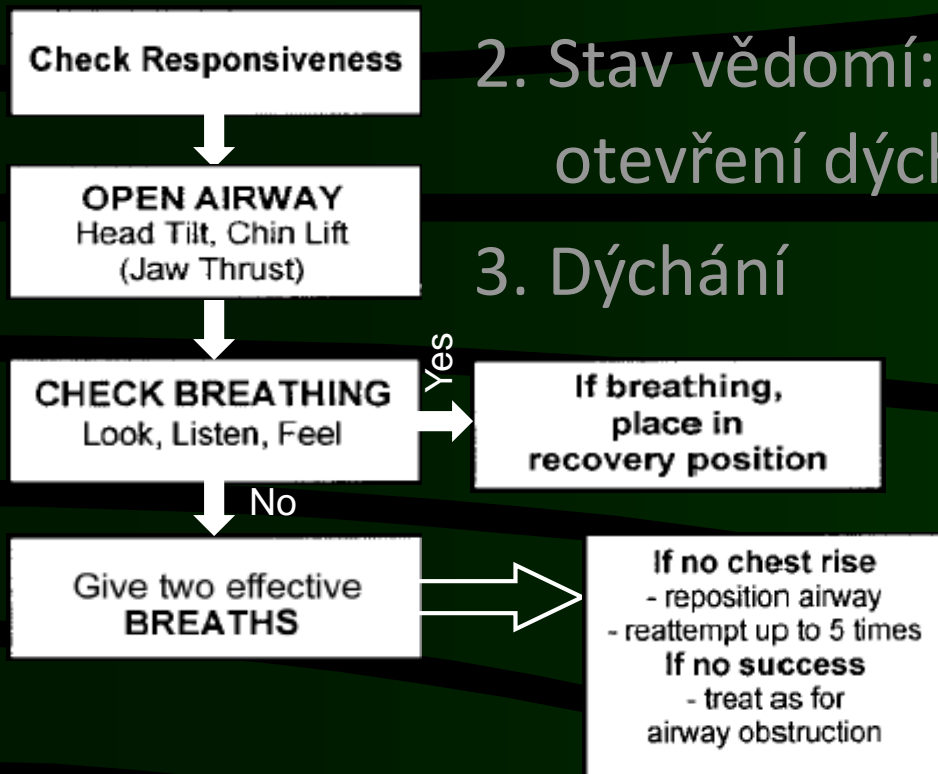 Check Responsiveness
2. Stav vědomí:
otevření dých
OPEN AIRWAY
Head Tilt, Chin Lift
(Jaw Thrust)
3. Dýchání
CHECK BREATHING
Look, Listen, Feel
Yes
If breathing,
place in
recovery position
No
Give two effective
BREATHS
If no chest rise
- reposition airway
- reattempt up to 5 times
If no success
- treat as for
airway obstruction